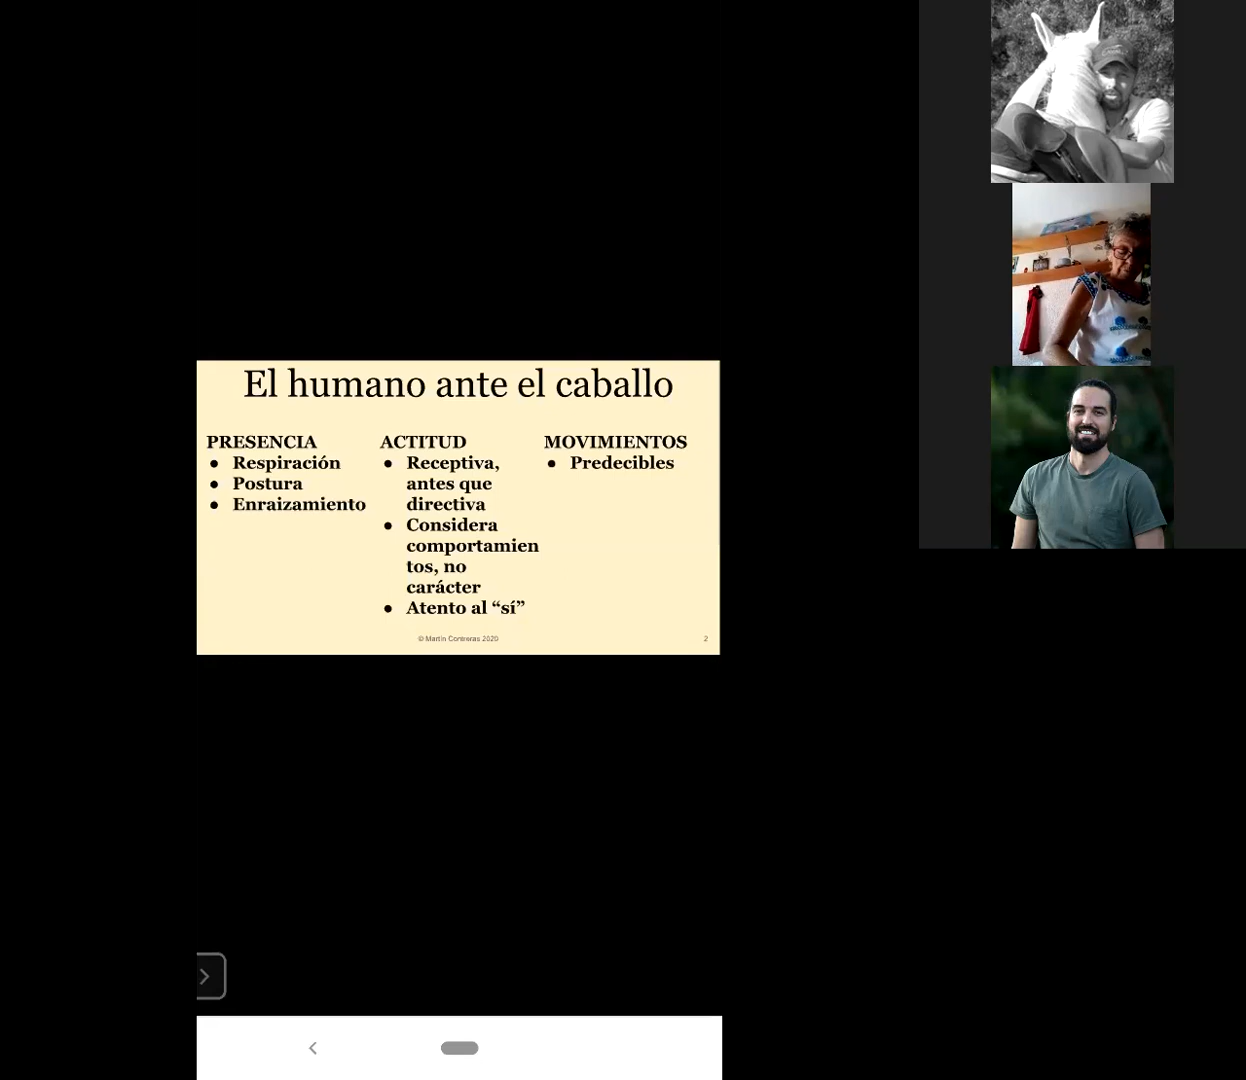 El humano ante el caballo
PRESENCIA
● Respiración
● Postura
● Enraizamiento
ACTITUD
● Receptiva,
antes que
directiva
● Considera
comportamien
tos, no
carácter
● Atento al “sí”
MOVIMIENTOS
● Predecibles
© Martín Contreras 2020
2